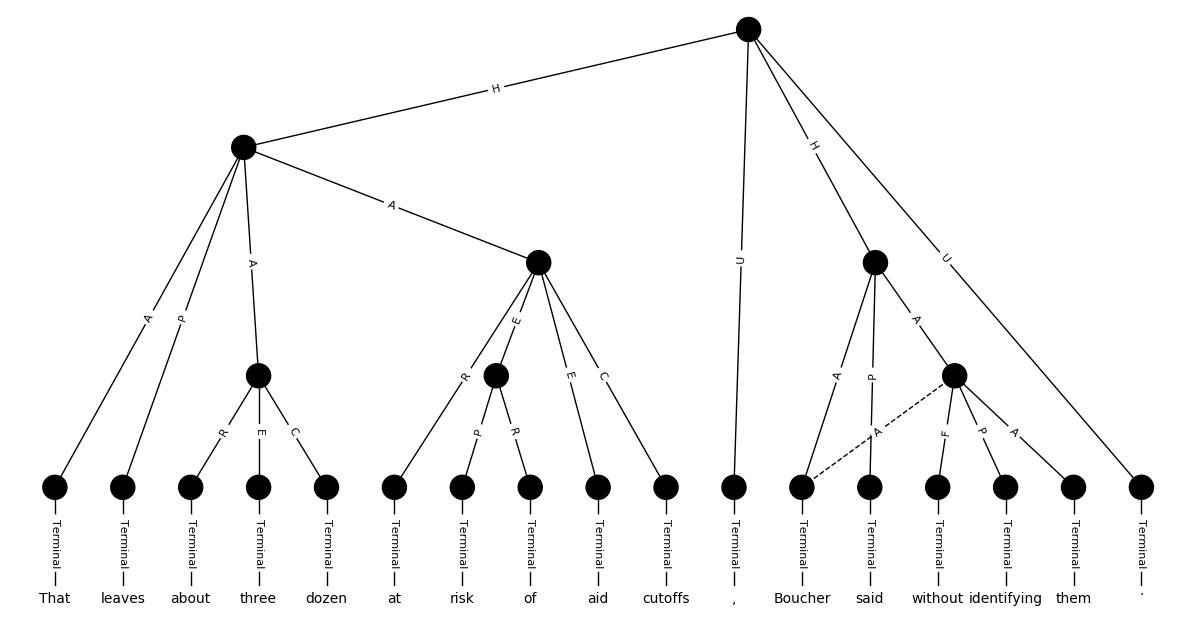 H
H
A
U
U
A
A
P
E
A
R
E
C
A
P
A
R
E
C
P
R
A
F
P
A
Terminal Terminal Terminal Terminal Terminal Terminal Terminal Terminal Terminal Terminal Terminal Terminal Terminal Terminal Terminal Terminal Terminal
That leaves about three dozen at risk of aid cutoffs , Boucher said without identifying them .